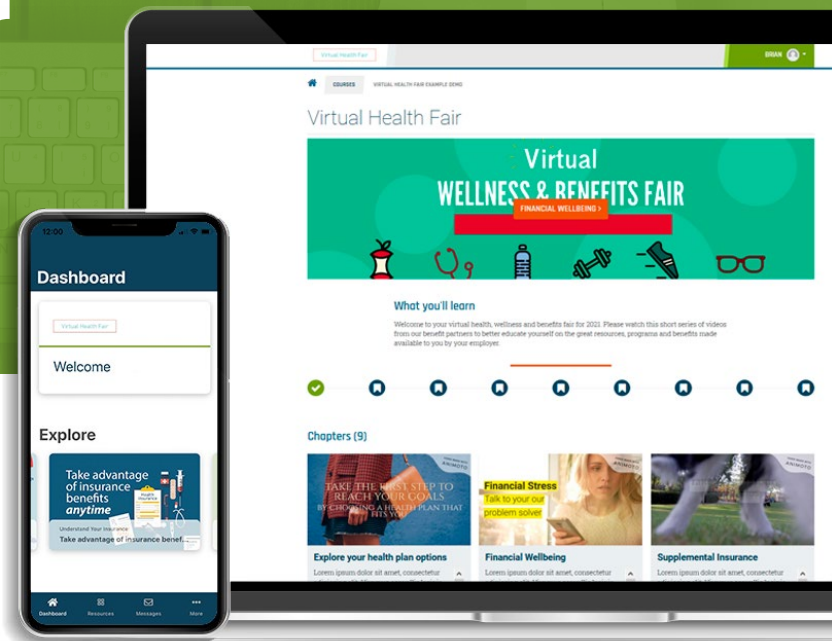 Virtual Health Fair
BRIAN
COURSES
VIRTUAL HEALTH FAIR EXAMPLE DEMO
Virtual Health Fair
Virtual
WELLNESS & BENEFITS FAIR
FINANCIAL WELLBEING >
What you'll learn
Welcome to your virtual health, wellness and benefits fair for 2021. Please watch this short series of videos
from our benefit partners to better educate yourself on the great resources, programs and benefits made
available to you by your employer.
Chapters (9)
TAKE THE FIRST STEP TO
REACH YOUR GOALS
BY CHOOSING A HEALTH PLAN THAT
FITS YOU
ANIMOTO
Explore your health plan options
Lorem ipsum dolor sit amet, consectetur
Financial Stress
Talk to your our
problem solver
ANIMOTO
Financial Wellbeing
Lorem ipsum dolor sit amet, consectetur
ANIMOTO
Supplemental Insurance
Lorem ipsum dolor sit amet, consectetur
12:00
Dashboard
Virtual Health Fair
Welcome
Explore
Take advantage
of insurance
benefits
anytime
Health
Insurance
Understand Your Insurance
Take advantage of insurance benef...
Dashboard
Resources
Messages
More